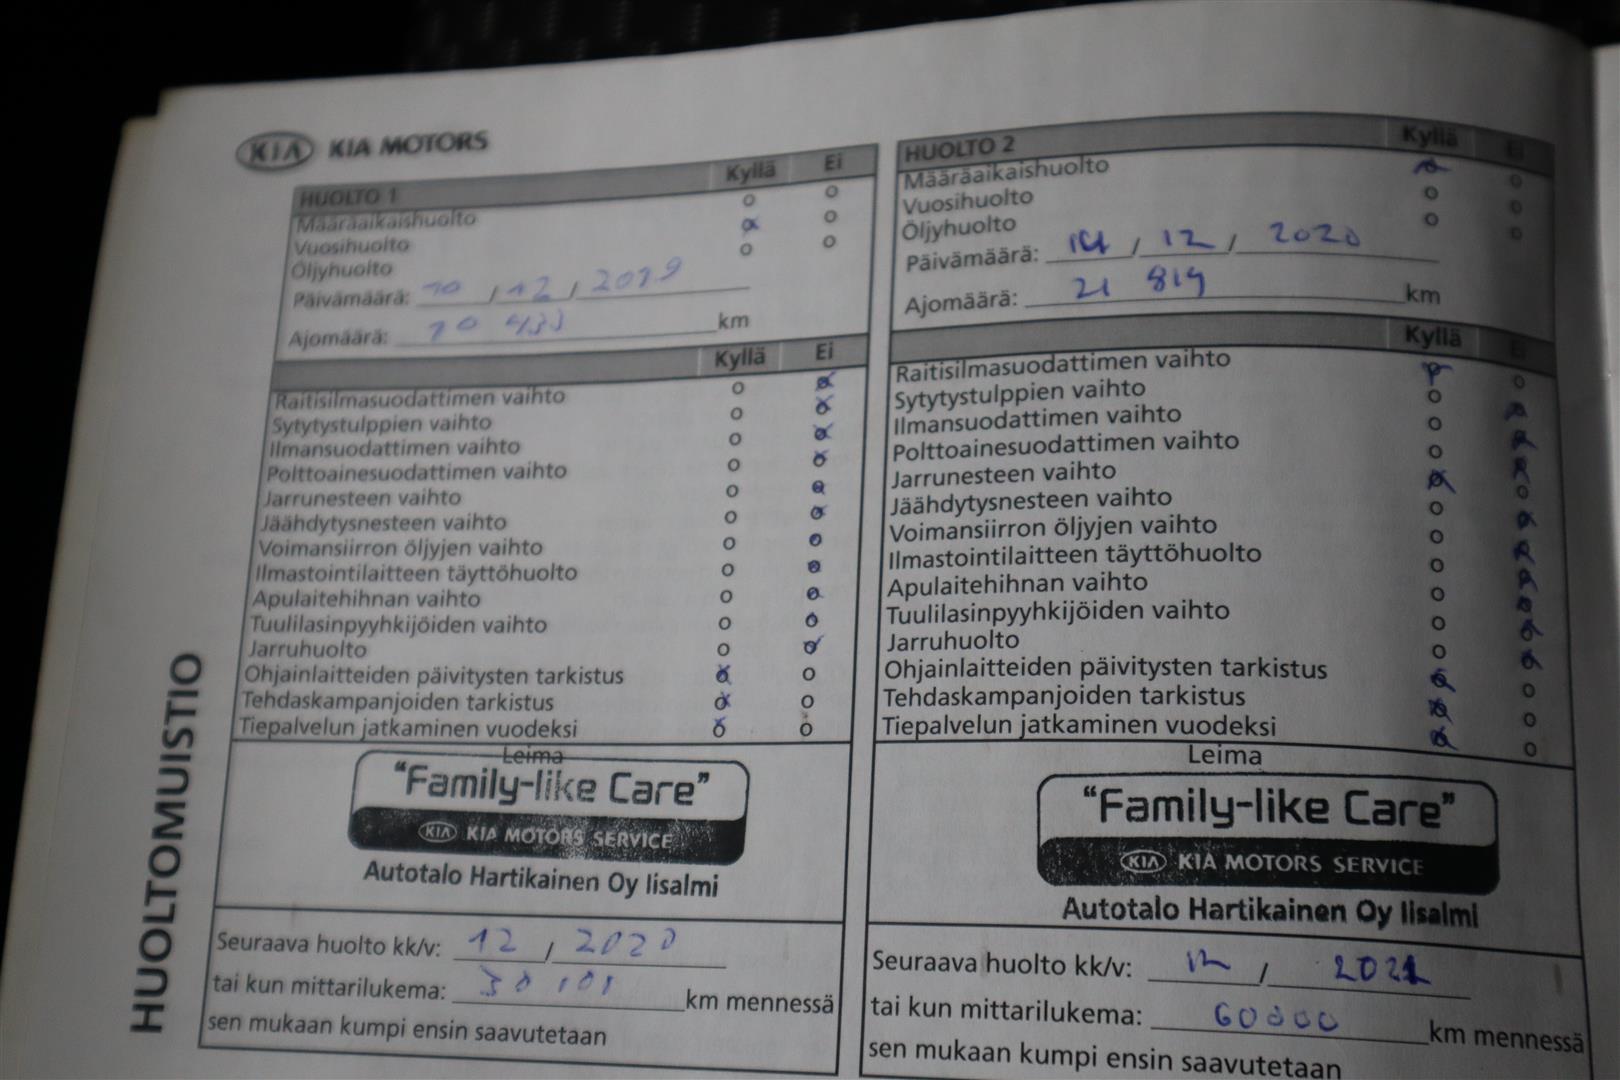 KIA KIA MOTORS
HUOLTOMUISTIO
HUOLTO 1 Kyllä Ei
Määräaikaishuolto
Vuosihuolto
Öljyhuolto
Päivämäärä: 10 / 12 / 2019
Ajomäärä: 10 433 km
Kyllä Ei
Raitisilmasuodattimen vaihto
Sytytystulppien vaihto
Ilmansuodattimen vaihto
Polttoainesuodattimen vaihto
Jarrunesteen vaihto
Jäähdytysnesteen vaihto
Voimansiirron öljyjen vaihto
Ilmastointilaitteen täyttöhuolto
Apulaitehihnan vaihto
Tuulilasinpyyhkijöiden vaihto
Jarruhuolto
Ohjainlaitteiden päivitysten tarkistus
Tehdaskampanjoiden tarkistus
Tiepalvelun jatkaminen vuodeksi
Leima
"Family-like Care"
KIA KIA MOTORS SERVICE
Autotalo Hartikainen Oy Iisalmi
Seuraava huolto kk/v: 12 / 2020
tai kun mittarilukema: km mennessä
sen mukaan kumpi ensin saavutetaan
HUOLTO 2 Kyllä Ei
Määräaikaishuolto
Vuosihuolto
Öljyhuolto
Päivämäärä: / 12 / 2020
Ajomäärä: 21 819 km
Kyllä Ei
Raitisilmasuodattimen vaihto
Sytytystulppien vaihto
Ilmansuodattimen vaihto
Polttoainesuodattimen vaihto
Jarrunesteen vaihto
Jäähdytysnesteen vaihto
Voimansiirron öljyjen vaihto
Ilmastointilaitteen täyttöhuolto
Apulaitehihnan vaihto
Tuulilasinpyyhkijöiden vaihto
Jarruhuolto
Ohjainlaitteiden päivitysten tarkistus
Tehdaskampanjoiden tarkistus
Tiepalvelun jatkaminen vuodeksi
Leima
"Family-like Care"
KIA KIA MOTORS SERVICE
Autotalo Hartikainen Oy Iisalmi
Seuraava huolto kk/v: 12 / 2021
tai kun mittarilukema: 60000 km mennessä
sen mukaan kumpi ensin saavutetaan